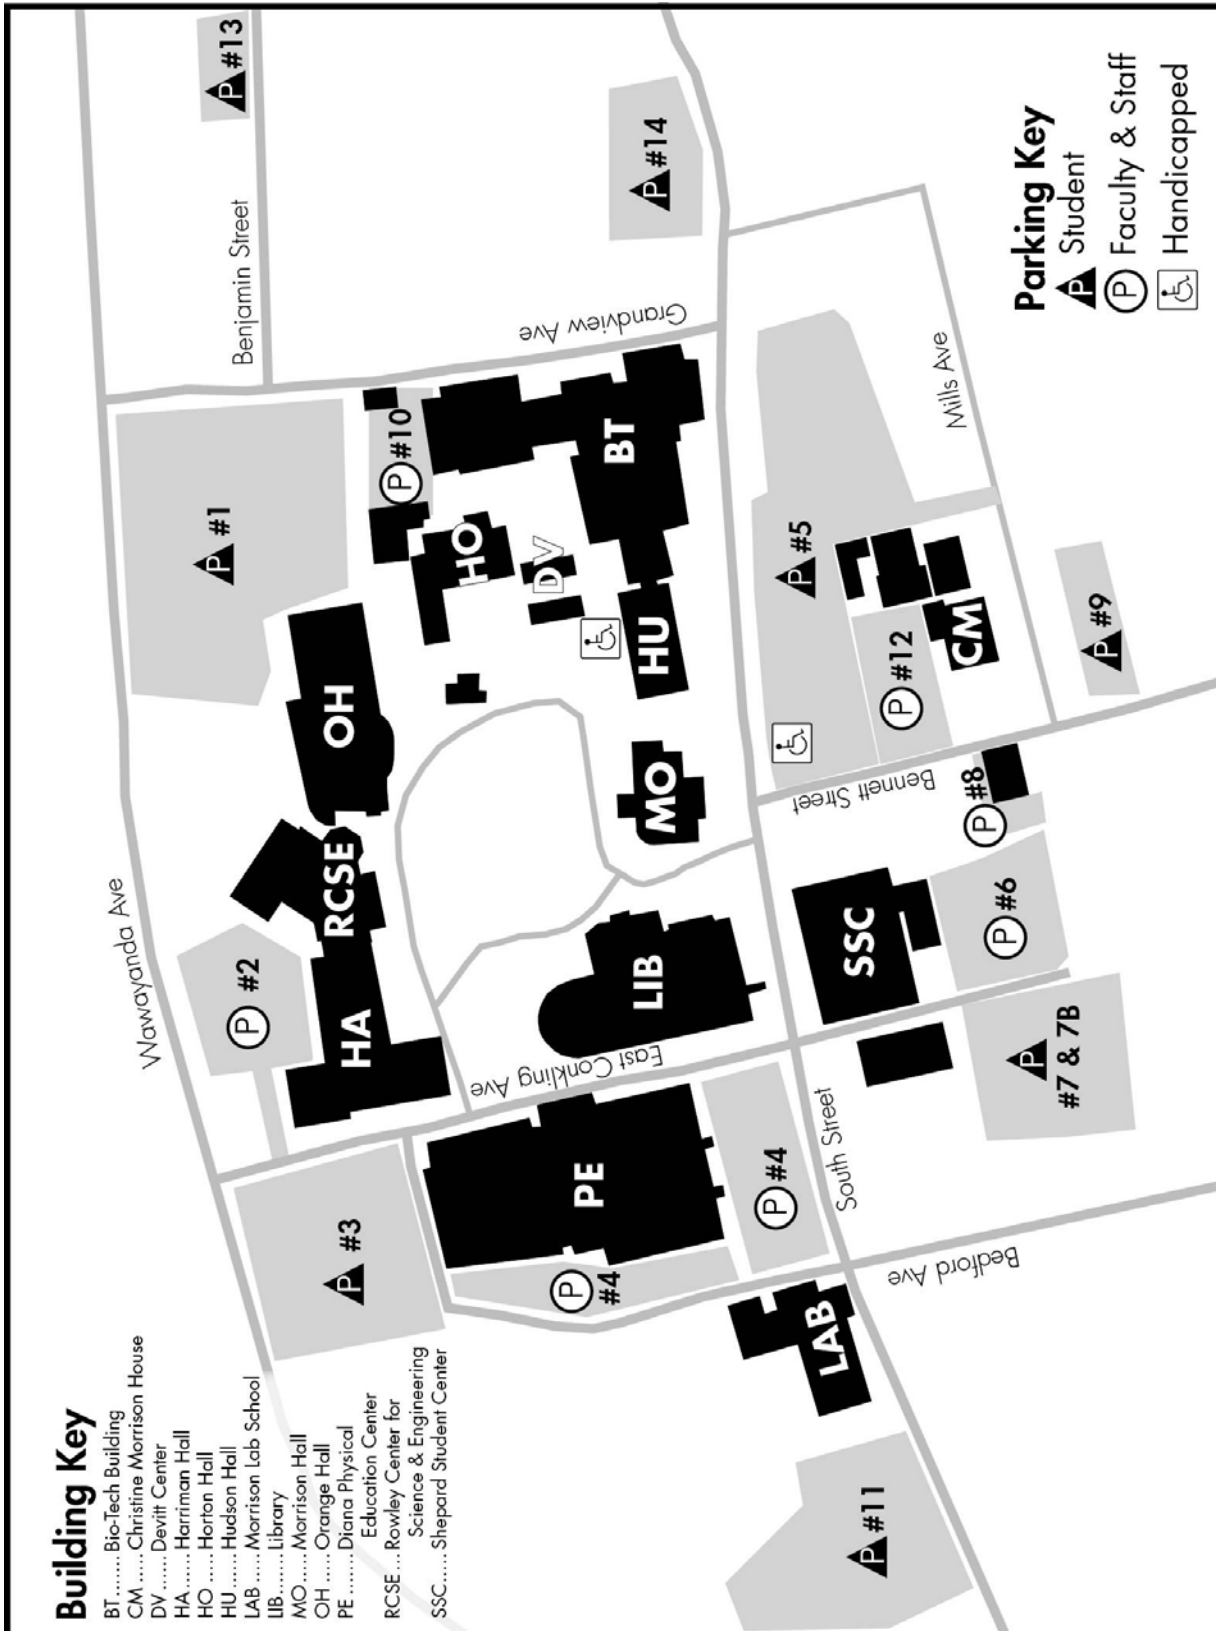 Building Key
BT....... Bio-Tech Building
CM ..... Christine Morrison House
DV ..... Devitt Center
HA ...... Harriman Hall
HO ..... Horton Hall
HU ...... Hudson Hall
LAB ..... Morrison Lab School
LIB........ Library
MO ..... Morrison Hall
OH ..... Orange Hall
PE ....... Diana Physical
Education Center
RCSE ... Rowley Center for
Science & Engineering
SSC..... Shepard Student Center
Wawayanda Ave
Benjamin Street
Grandview Ave
East Conkling Ave
South Street
Bedford Ave
Bennett Street
Mills Ave
P #13
P #14
P #1
P #10
P #2
P #3
P #4
P #4
P #5
P #12
P #9
P #8
P #6
P
#7 & 7B
P #11
OH
RCSE
HA
HO
DV
BT
HU
MO
LIB
PE
LAB
SSC
CM
Parking Key
P Student
P Faculty & Staff
Handicapped